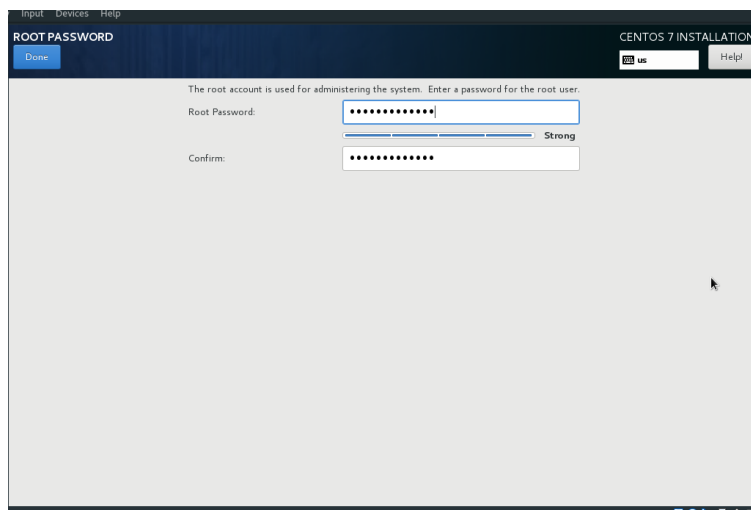 Input Devices Help
ROOT PASSWORD
CENTOS 7 INSTALLATION
Done
us
Help!
The root account is used for administering the system. Enter a password for the root user.
Root Password:
•••••••••••••
Strong
Confirm:
•••••••••••••